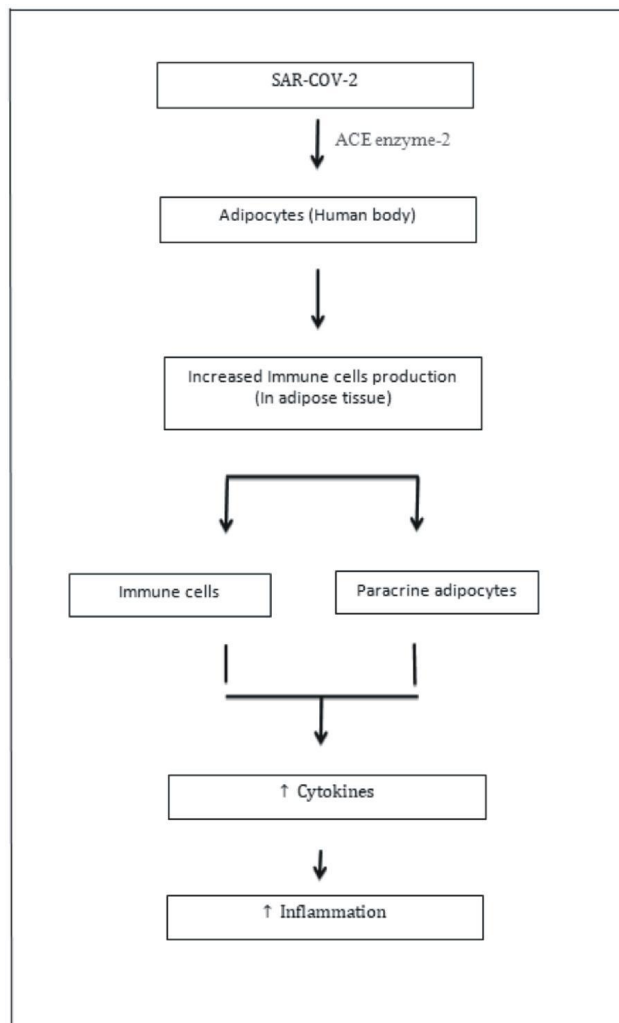 SAR-COV-2
ACE enzyme-2
Adipocytes (Human body)
Increased Immune cells production
(In adipose tissue)
Immune cells
Paracrine adipocytes
↑ Cytokines
↑ Inflammation